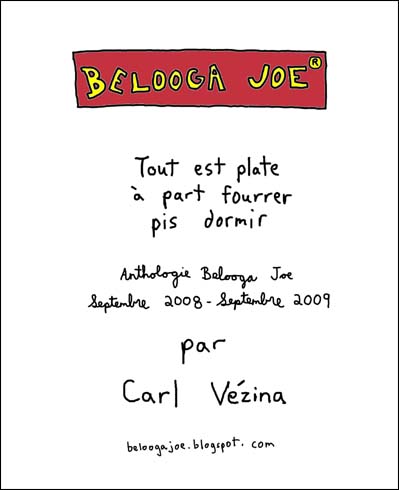 BELOOGA JOE®
Tout est plate
à part fourrer
pis dormir
Anthologie Belooga Joe
Septembre 2008 - Septembre 2009
par
Carl Vézina
beloogajoe.blogspot.com